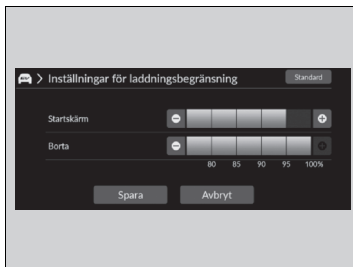 > Inställningar för laddningsbegränsning Standard
Startskärm
Borta
80 85 90 95 100%
Spara Avbryt